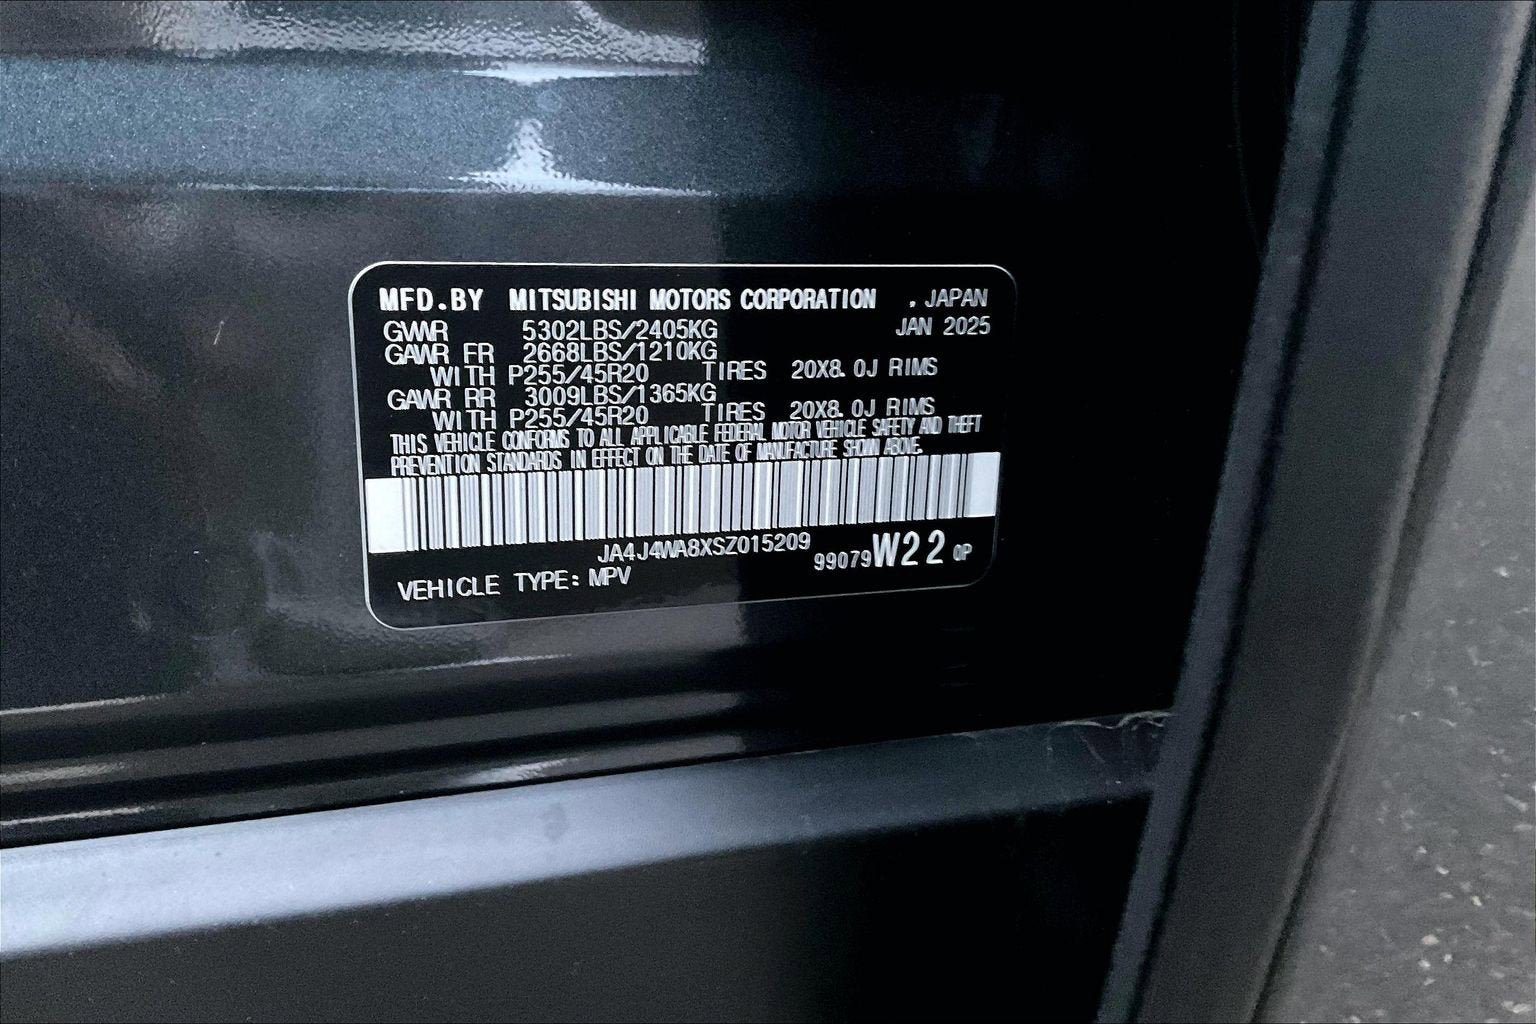 MFD.BY MITSUBISHI MOTORS CORPORATION , JAPAN
GVWR 5302LBS/2405KG JAN 2025
GAWR FR 2668LBS/1210KG
WITH P255/45R20 TIRES 20X8.0J RIMS
GAWR RR 3009LBS/1365KG
WITH P255/45R20 TIRES 20X8.0J RIMS
THIS VEHICLE CONFORMS TO ALL APPLICABLE FEDERAL MOTOR VEHICLE SAFETY AND THEFT
PREVENTION STANDARDS IN EFFECT ON THE DATE OF MANUFACTURE SHOWN ABOVE.
JA4J4WA8XSZ015209
99079W22 0P
VEHICLE TYPE: MPV